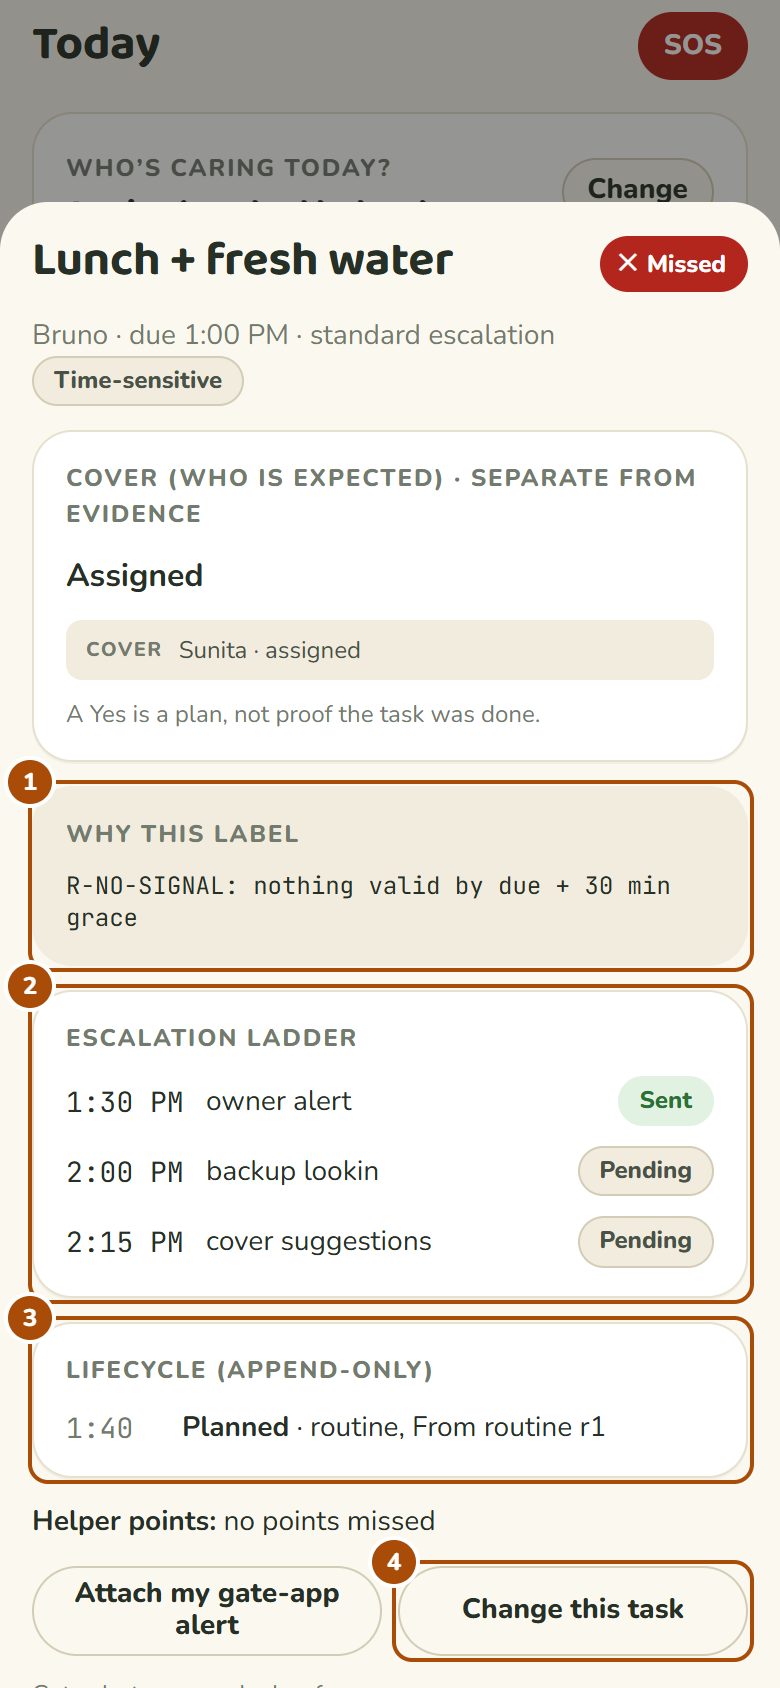 Today
SOS
WHO'S CARING TODAY?
Change
Lunch + fresh water
✕ Missed
Bruno · due 1:00 PM · standard escalation
Time-sensitive
COVER (WHO IS EXPECTED) · SEPARATE FROM
EVIDENCE
Assigned
COVER Sunita · assigned
A Yes is a plan, not proof the task was done.
1
WHY THIS LABEL
R-NO-SIGNAL: nothing valid by due + 30 min
grace
2
ESCALATION LADDER
1:30 PM owner alert Sent
2:00 PM backup lookin Pending
2:15 PM cover suggestions Pending
3
LIFECYCLE (APPEND-ONLY)
1:40 Planned · routine, From routine r1
Helper points: no points missed
Attach my gate-app
alert
4
Change this task